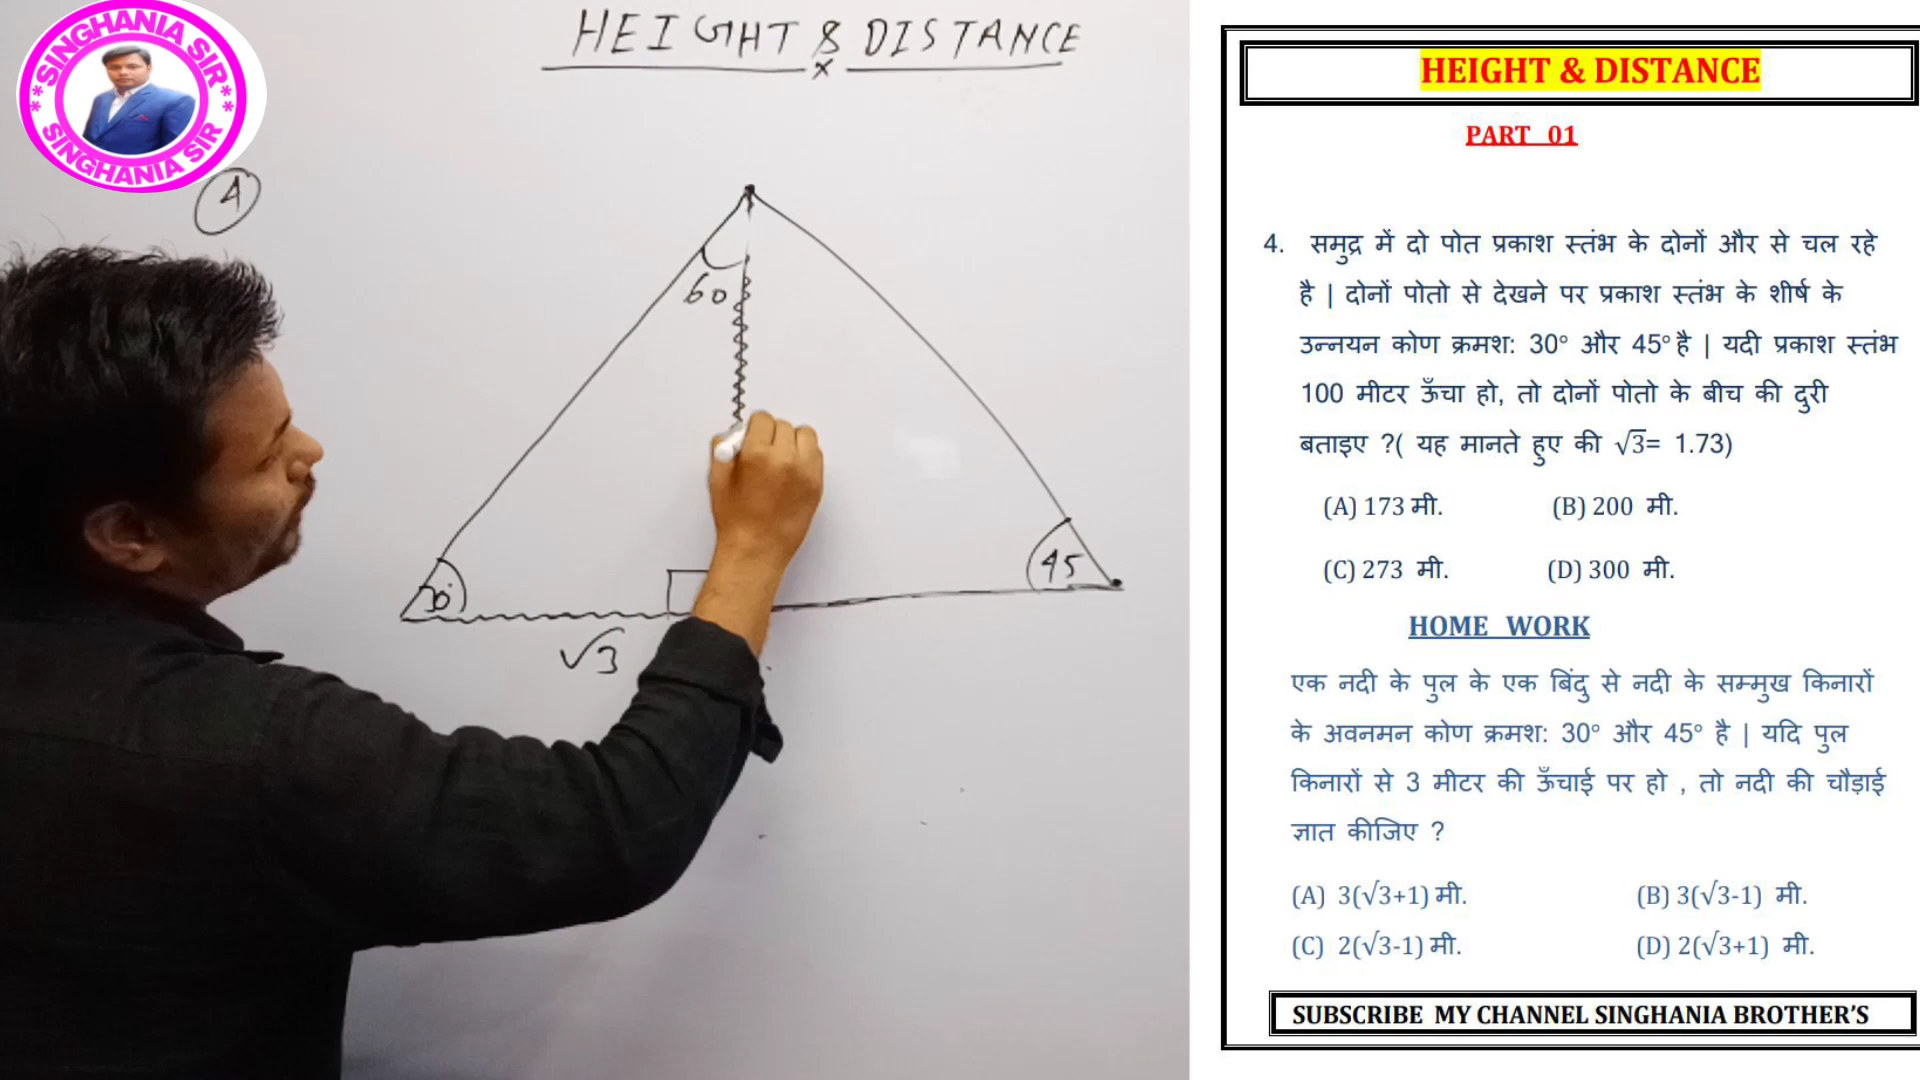 **SINGHANIA SIR**
SINGHANIA SIR
HEIGHT & DISTANCE
4
60
30°
45
√3
HEIGHT & DISTANCE
PART 01
4. समुद्र में दो पोत प्रकाश स्तंभ के दोनों और से चल रहे
है | दोनों पोतो से देखने पर प्रकाश स्तंभ के शीर्ष के
उन्नयन कोण क्रमश: 30° और 45° है | यदी प्रकाश स्तंभ
100 मीटर ऊँचा हो, तो दोनों पोतो के बीच की दुरी
बताइए ?( यह मानते हुए की √3= 1.73)
(A) 173 मी. (B) 200 मी.
(C) 273 मी. (D) 300 मी.
HOME WORK
एक नदी के पुल के एक बिंदु से नदी के सम्मुख किनारों
के अवनमन कोण क्रमश: 30° और 45° है | यदि पुल
किनारों से 3 मीटर की ऊँचाई पर हो , तो नदी की चौड़ाई
ज्ञात कीजिए ?
(A) 3(√3+1) मी. (B) 3(√3-1) मी.
(C) 2(√3-1) मी. (D) 2(√3+1) मी.
SUBSCRIBE MY CHANNEL SINGHANIA BROTHER'S